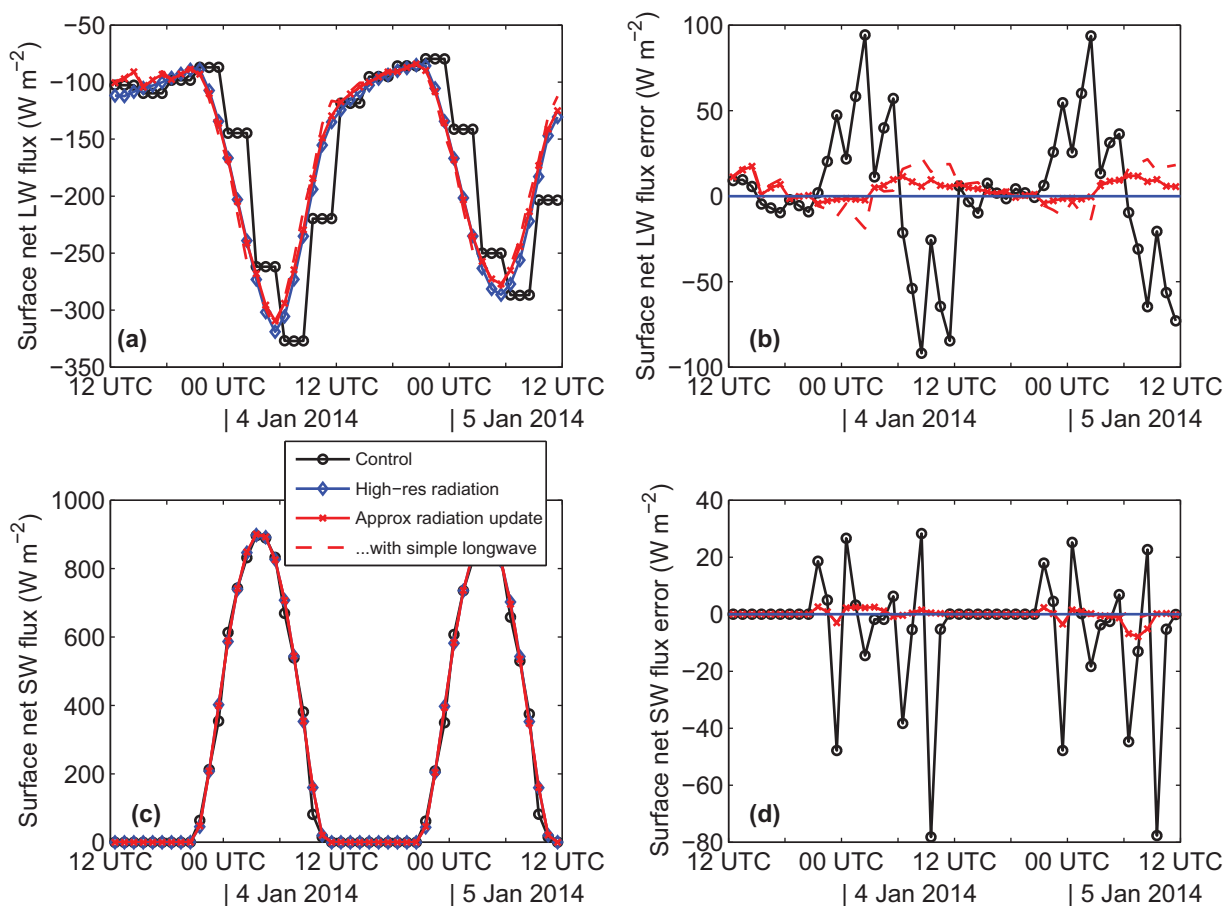 −50
−100
−150
−200
−250
−300
−350
Surface net LW flux (W m−2)
(a)
12 UTC 00 UTC 12 UTC 00 UTC 12 UTC
| 4 Jan 2014 | 5 Jan 2014
100
50
0
−50
−100
Surface net LW flux error (W m−2)
(b)
12 UTC 00 UTC 12 UTC 00 UTC 12 UTC
| 4 Jan 2014 | 5 Jan 2014
Control
High−res radiation
Approx radiation update
...with simple longwave
1000
800
600
400
200
0
Surface net SW flux (W m−2)
(c)
12 UTC 00 UTC 12 UTC 00 UTC 12 UTC
| 4 Jan 2014 | 5 Jan 2014
40
20
0
−20
−40
−60
−80
Surface net SW flux error (W m−2)
(d)
12 UTC 00 UTC 12 UTC 00 UTC 12 UTC
| 4 Jan 2014 | 5 Jan 2014